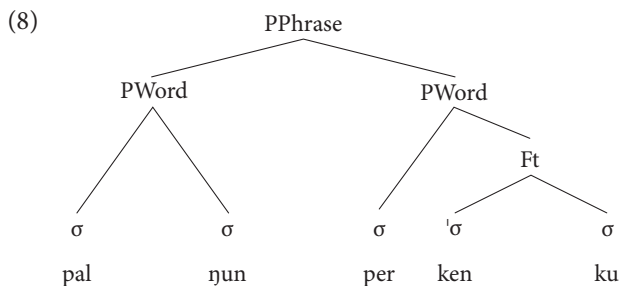 (8)
PPhrase
PWord PWord
Ft
σ σ σ ˈσ σ
pal ŋun per ken ku